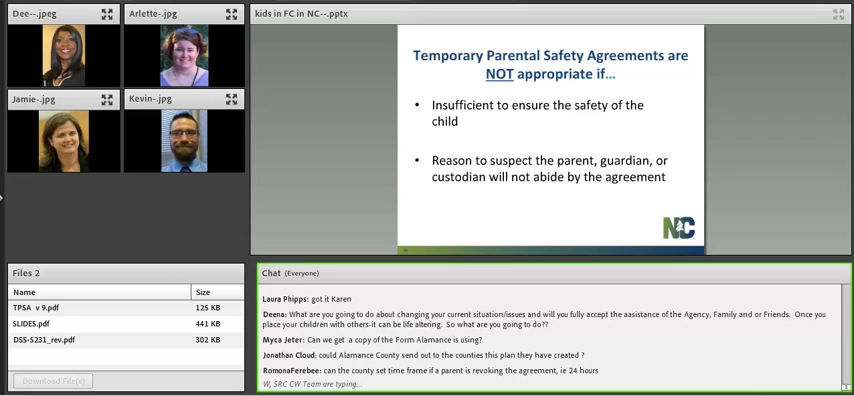 Dee--.jpeg
Arlette-.jpg
Jamie-.jpg
Kevin-.jpg
kids in FC in NC--.pptx
Temporary Parental Safety Agreements are
NOT appropriate if...
• Insufficient to ensure the safety of the
child
• Reason to suspect the parent, guardian, or
custodian will not abide by the agreement
NC
Files 2
Name Size
TPSA v 9.pdf 125 KB
SLIDES.pdf 441 KB
DSS-5231_rev.pdf 302 KB
Download File(s)
Chat (Everyone)
Laura Phipps: got it Karen
Deena: What are you going to do about changing your current situation/issues and will you fully accept the aasistance of the Agency, Family and or Friends. Once you
place your children with others-it can be life altering. So what are you going to do??
Myca Jeter: Can we get a copy of the Form Alamance is using?
Jonathan Cloud: could Alamance County send out to the counties this plan they have created ?
RomonaFerebee: can the county set time frame if a parent is revoking the agreement, ie 24 hours
W, SRC CW Team are typing...